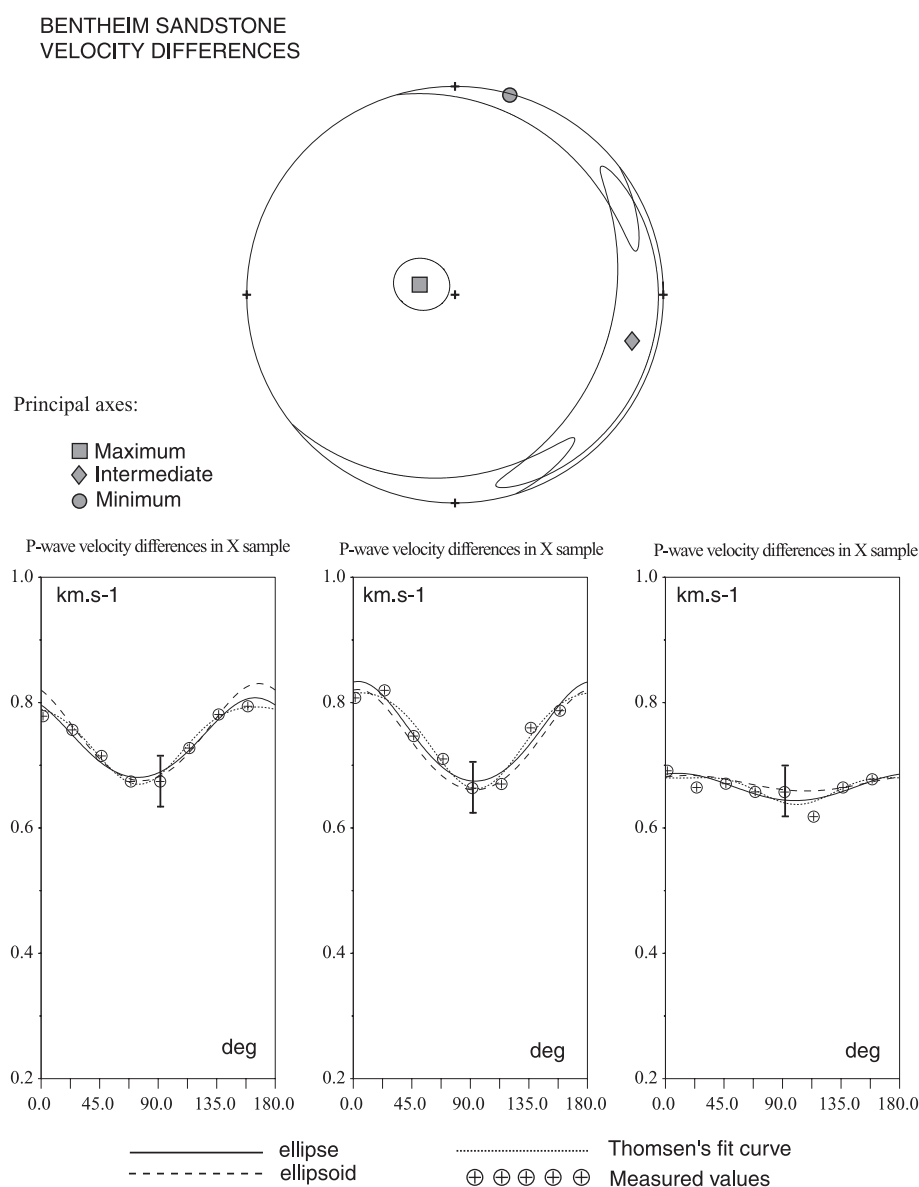 BENTHEIM SANDSTONE
VELOCITY DIFFERENCES
Principal axes:
Maximum
Intermediate
Minimum
P-wave velocity differences in X sample P-wave velocity differences in X sample P-wave velocity differences in X sample
1.0 1.0 1.0
km.s-1 km.s-1 km.s-1
0.8 0.8 0.8
0.6 0.6 0.6
0.4 0.4 0.4
deg deg deg
0.2 0.2 0.2
0.0 45.0 90.0 135.0 180.0 0.0 45.0 90.0 135.0 180.0 0.0 45.0 90.0 135.0 180.0
ellipse Thomsen's fit curve
ellipsoid Measured values